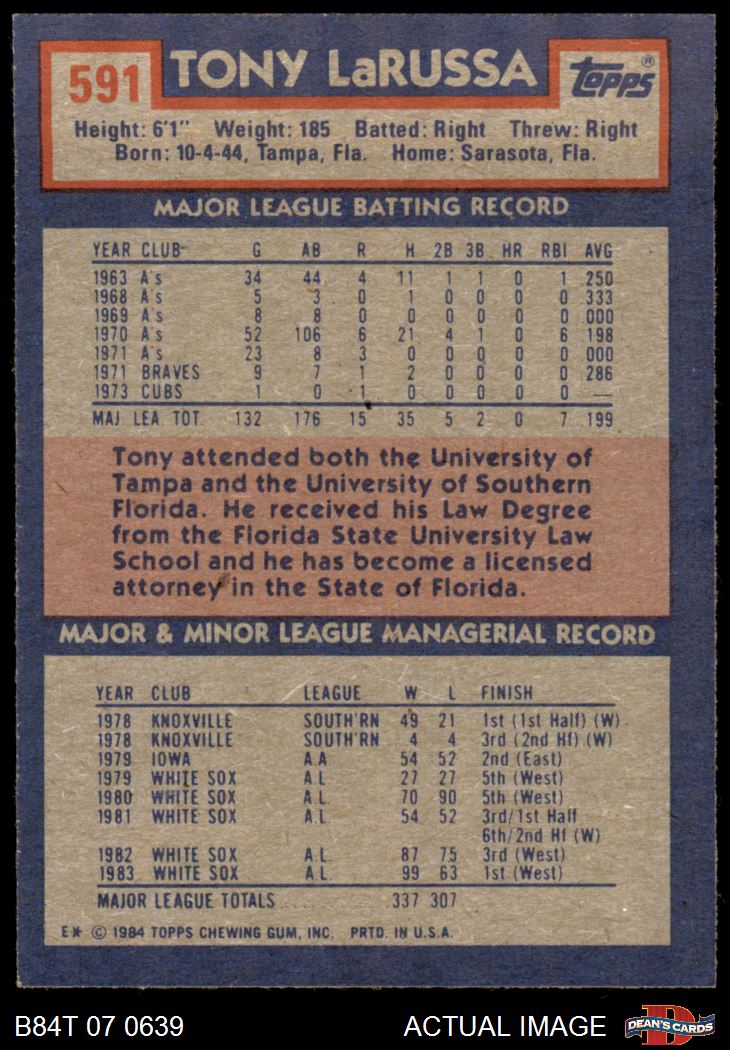 591 TONY LaRUSSA Topps®
Height: 6'1" Weight: 185 Batted: Right Threw: Right
Born: 10-4-44, Tampa, Fla. Home: Sarasota, Fla.
MAJOR LEAGUE BATTING RECORD
YEAR CLUB G AB R H 2B 3B HR RBI AVG
1963 A's 34 44 4 11 1 1 0 1 .250
1968 A's 5 3 0 1 0 0 0 0 .333
1969 A's 8 8 0 0 0 0 0 0 .000
1970 A's 52 106 6 21 4 1 0 6 .198
1971 A's 23 8 3 0 0 0 0 0 .000
1971 BRAVES 9 7 1 2 0 0 0 0 .286
1973 CUBS 1 0 1 0 0 0 0 0 —
MAJ. LEA. TOT. 132 176 15 35 5 2 0 7 .199
Tony attended both the University of
Tampa and the University of Southern
Florida. He received his Law Degree
from the Florida State University Law
School and he has become a licensed
attorney in the State of Florida.
MAJOR & MINOR LEAGUE MANAGERIAL RECORD
YEAR CLUB LEAGUE W L FINISH
1978 KNOXVILLE SOUTH'RN 49 21 1st (1st Half) (W)
1978 KNOXVILLE SOUTH'RN 4 4 3rd (2nd Hf) (W)
1979 IOWA A.A. 54 52 2nd (East)
1979 WHITE SOX A.L. 27 27 5th (West)
1980 WHITE SOX A.L. 70 90 5th (West)
1981 WHITE SOX A.L. 54 52 3rd/1st Half
6th/2nd Hf (W)
1982 WHITE SOX A.L. 87 75 3rd (West)
1983 WHITE SOX A.L. 99 63 1st (West)
MAJOR LEAGUE TOTALS 337 307
E* © 1984 TOPPS CHEWING GUM, INC. PRTD. IN U.S.A.
B84T 07 0639 ACTUAL IMAGE D DEAN'S CARDS